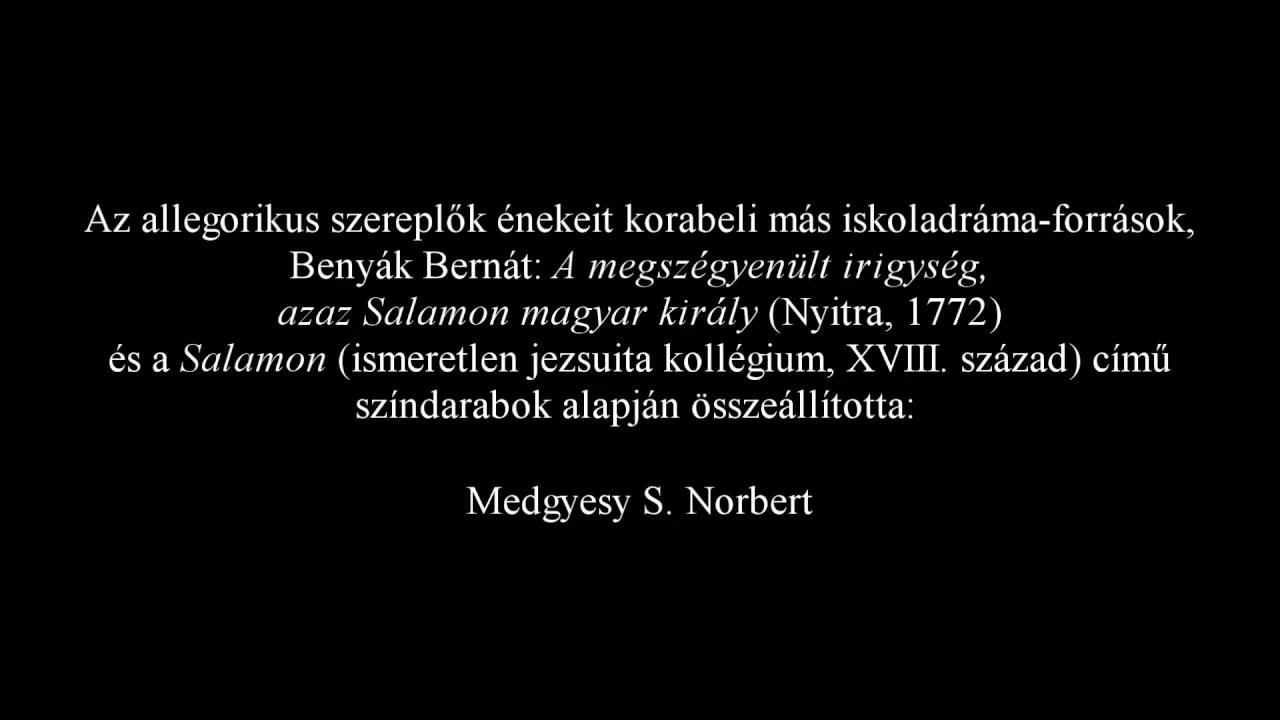 Az allegorikus szereplők énekeit korabeli más iskoladráma-források,
Benyák Bernát: A megszégyenült irigység,
azaz Salamon magyar király (Nyitra, 1772)
és a Salamon (ismeretlen jezsuita kollégium, XVIII. század) című
színdarabok alapján összeállította:
Medgyesy S. Norbert